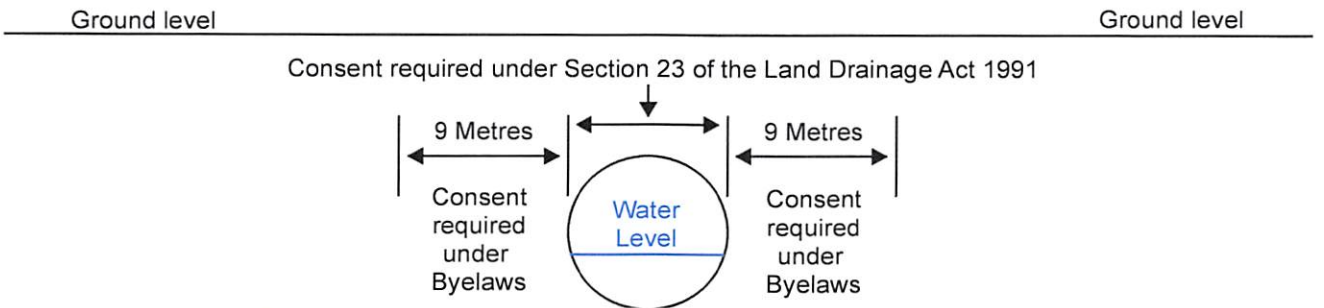 Ground level
Ground level
Consent required under Section 23 of the Land Drainage Act 1991
9 Metres
9 Metres
Consent
required
under
Byelaws
Water
Level
Consent
required
under
Byelaws